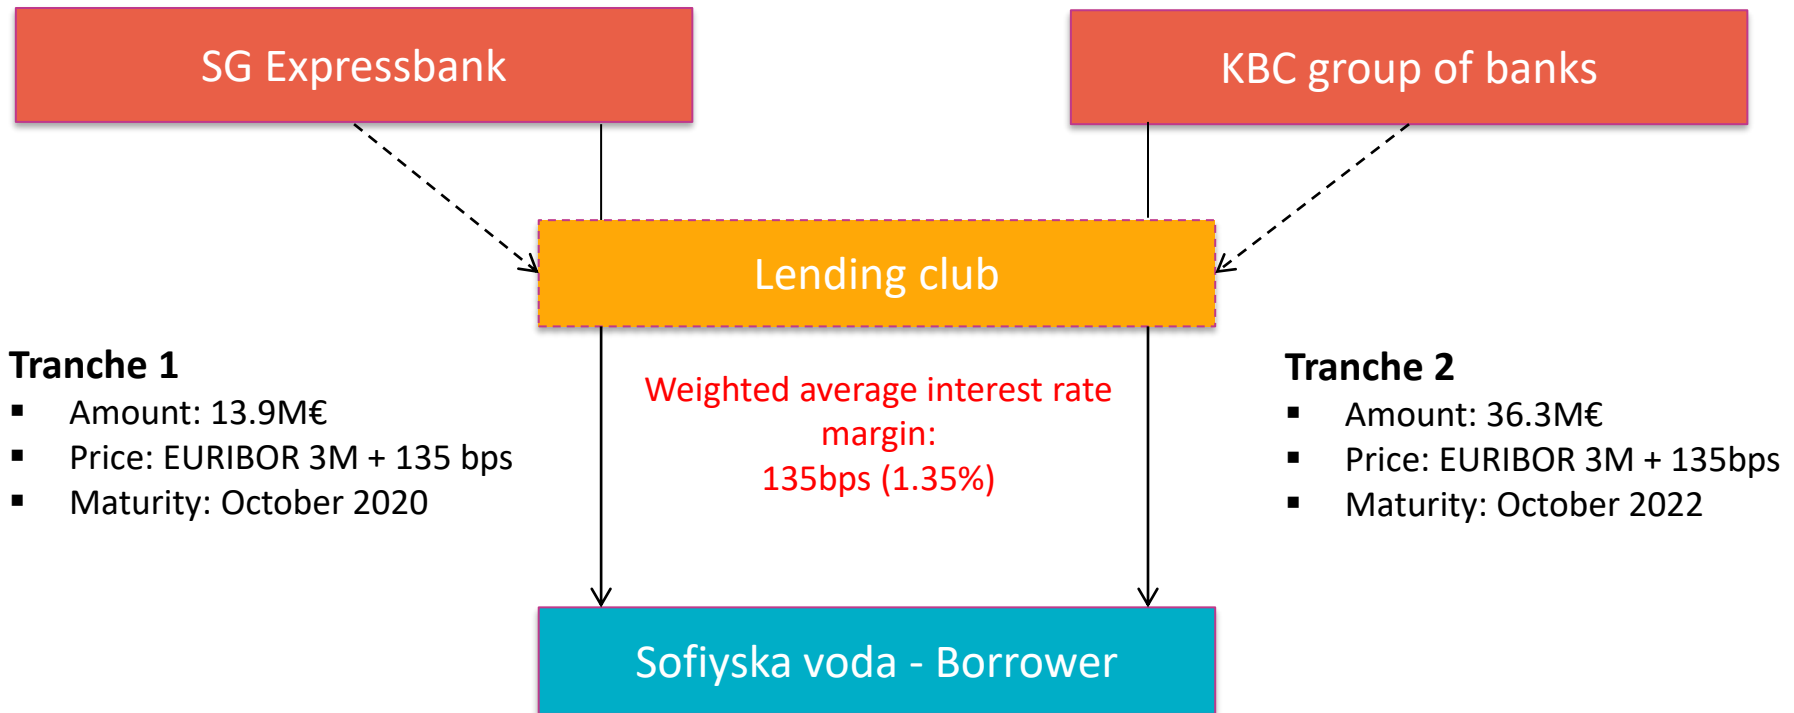 SG Expressbank
KBC group of banks
Lending club
Tranche 1
▪ Amount: 13.9M€
▪ Price: EURIBOR 3M + 135 bps
▪ Maturity: October 2020
Weighted average interest rate
margin:
135bps (1.35%)
Tranche 2
▪ Amount: 36.3M€
▪ Price: EURIBOR 3M + 135bps
▪ Maturity: October 2022
Sofiyska voda - Borrower